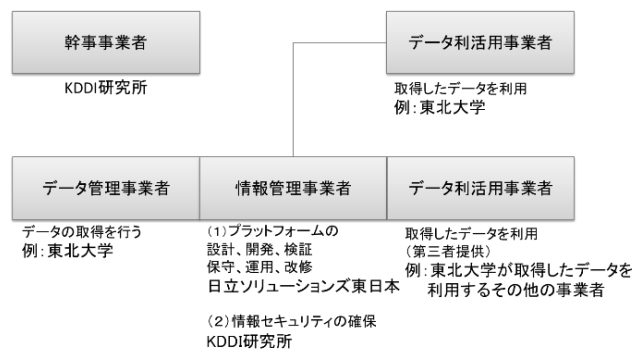 幹事事業者
KDDI研究所
データ利活用事業者
取得したデータを利用
例：東北大学
データ管理事業者
データの取得を行う
例：東北大学
情報管理事業者
（1）プラットフォームの
設計、開発、検証
保守、運用、改修
日立ソリューションズ東日本
（2）情報セキュリティの確保
KDDI研究所
データ利活用事業者
取得したデータを利用
（第三者提供）
例：東北大学が取得したデータを
利用するその他の事業者